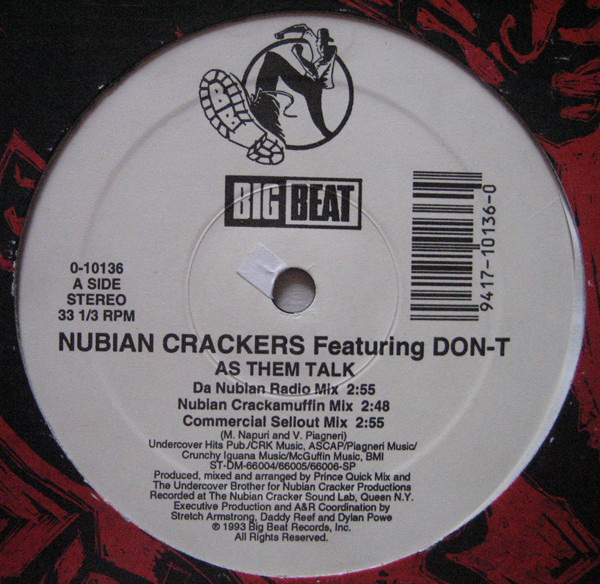 BIG BEAT
0-10136
A SIDE
STEREO
33 1/3 RPM
9417-10136-0
NUBIAN CRACKERS Featuring DON-T
AS THEM TALK
Da Nubian Radio Mix 2:55
Nubian Crackamuffin Mix 2:48
Commercial Sellout Mix 2:55
(M. Napuri and V. Piagneri)
Undercover Hits Pub./CRK Music, ASCAP/Piagneri Music/
Crunchy Iguana Music/McGuffin Music, BMI
ST-DM-66004/66005/66006-SP
Produced, mixed and arranged by Prince Quick Mix and
The Undercover Brother for Nubian Cracker Productions
Recorded at The Nubian Cracker Sound Lab, Queen N.Y.
Executive Production and A&R Coordination by
Stretch Armstrong, Daddy Reef and Dylan Powe
© 1993 Big Beat Records, Inc.
All Rights Reserved.